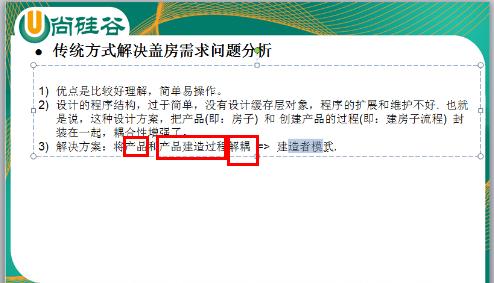 尚硅谷
● 传统方式解决盖房需求问题分析
1) 优点是比较好理解，简单易操作。
2) 设计的程序结构，过于简单，没有设计缓存层对象，程序的扩展和维护不好. 也就
是说，这种设计方案，把产品(即：房子) 和 创建产品的过程(即：建房子流程) 封
装在一起，耦合性增强了。
3) 解决方案：将产品和产品建造过程解耦 => 建造者模式.